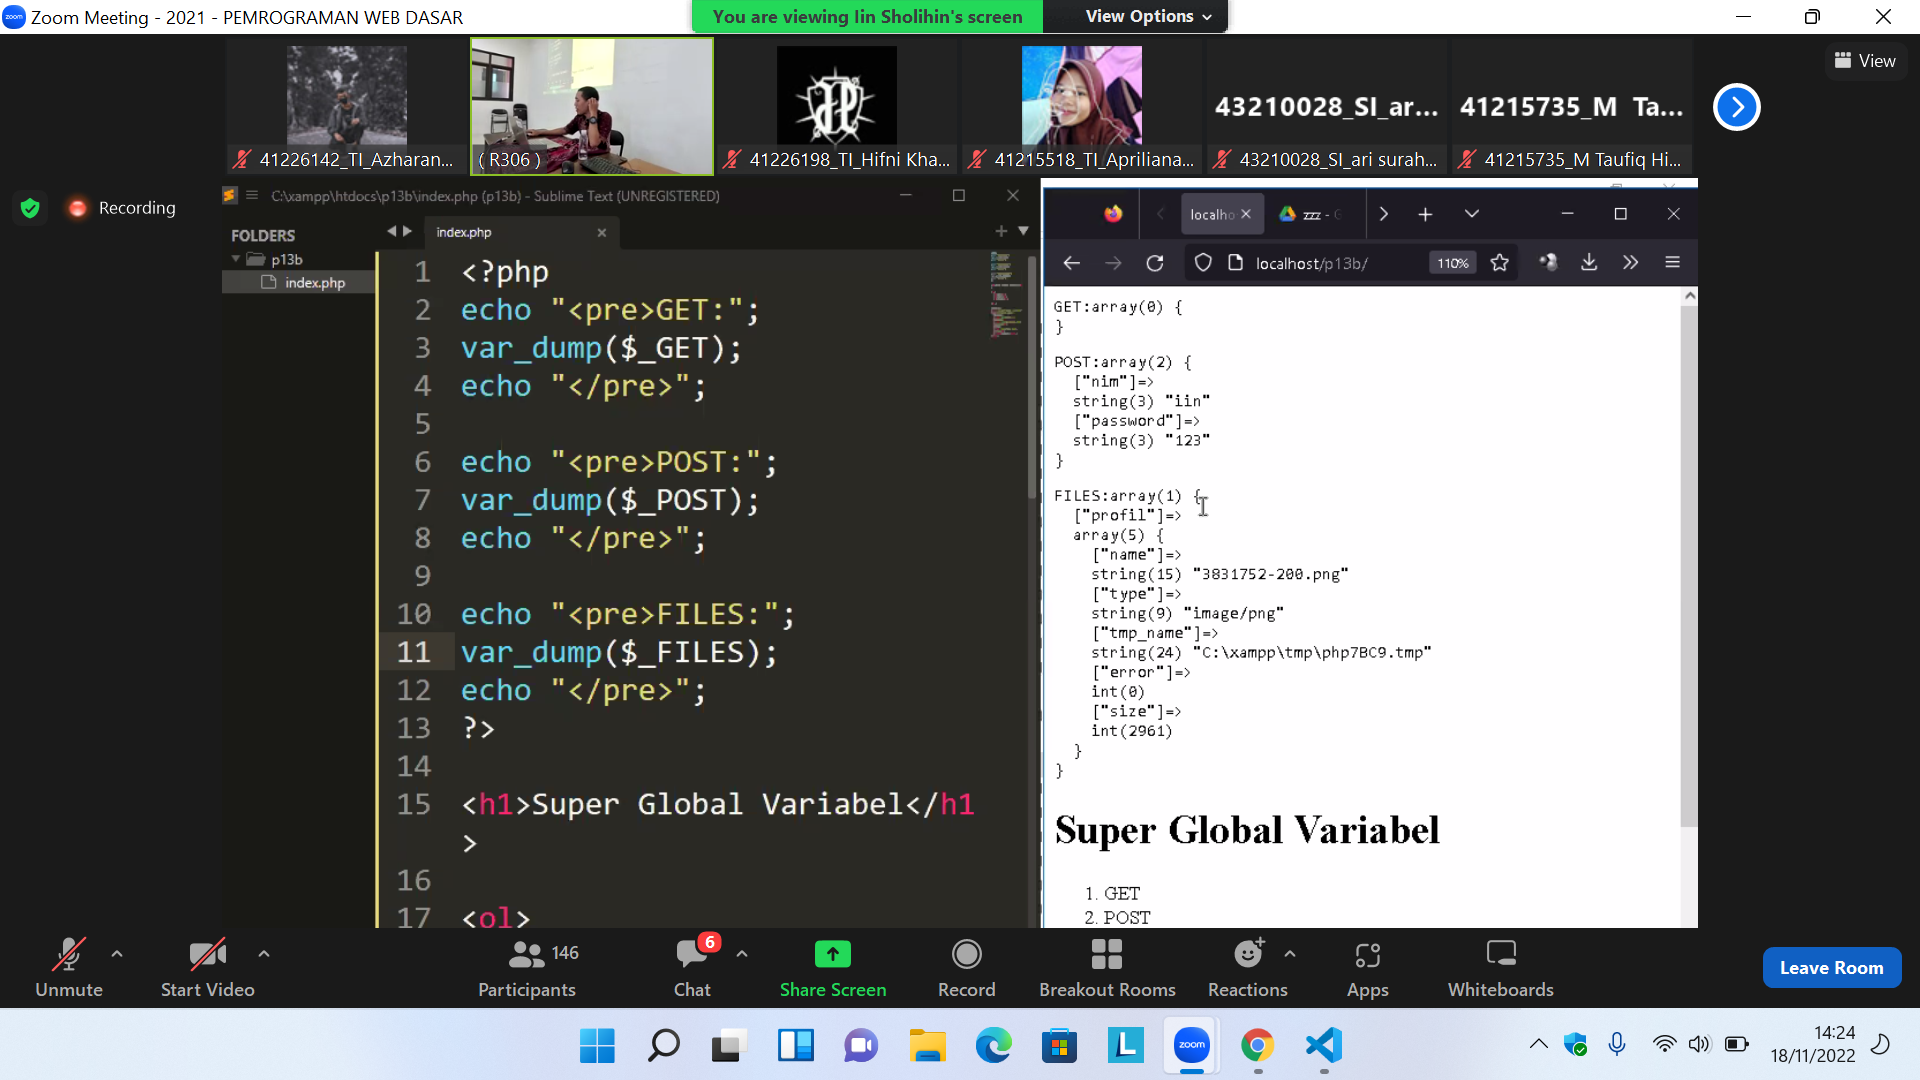 Zoom Meeting - 2021 - PEMROGRAMAN WEB DASAR
You are viewing Iin Sholihin's screen
View Options
View
41226142_TI_Azharan...
( R306 )
41226198_TI_Hifni Kha...
41215518_TI_Apriliana...
43210028_SI_ar...
43210028_SI_ari surah...
41215735_M Ta...
41215735_M Taufiq Hi...
Recording
C:\xampp\htdocs\p13b\index.php (p13b) - Sublime Text (UNREGISTERED)
FOLDERS
p13b
index.php
index.php
1 <?php
2 echo "<pre>GET:";
3 var_dump($_GET);
4 echo "</pre>";
5
6 echo "<pre>POST:";
7 var_dump($_POST);
8 echo "</pre>";
9
10 echo "<pre>FILES:";
11 var_dump($_FILES);
12 echo "</pre>";
13 ?>
14
15 <h1>Super Global Variabel</h1
>
16
17 <ol>
localho
zzz - G
localhost/p13b/
110%
GET:array(0) {
}
POST:array(2) {
["nim"]=>
string(3) "iin"
["password"]=>
string(3) "123"
}
FILES:array(1) {
["profil"]=>
array(5) {
["name"]=>
string(15) "3831752-200.png"
["type"]=>
string(9) "image/png"
["tmp_name"]=>
string(24) "C:\xampp\tmp\php7BC9.tmp"
["error"]=>
int(0)
["size"]=>
int(2961)
}
}
Super Global Variabel
1. GET
2. POST
Unmute
Start Video
146
Participants
6
Chat
Share Screen
Record
Breakout Rooms
Reactions
Apps
Whiteboards
Leave Room
zoom
14:24
18/11/2022